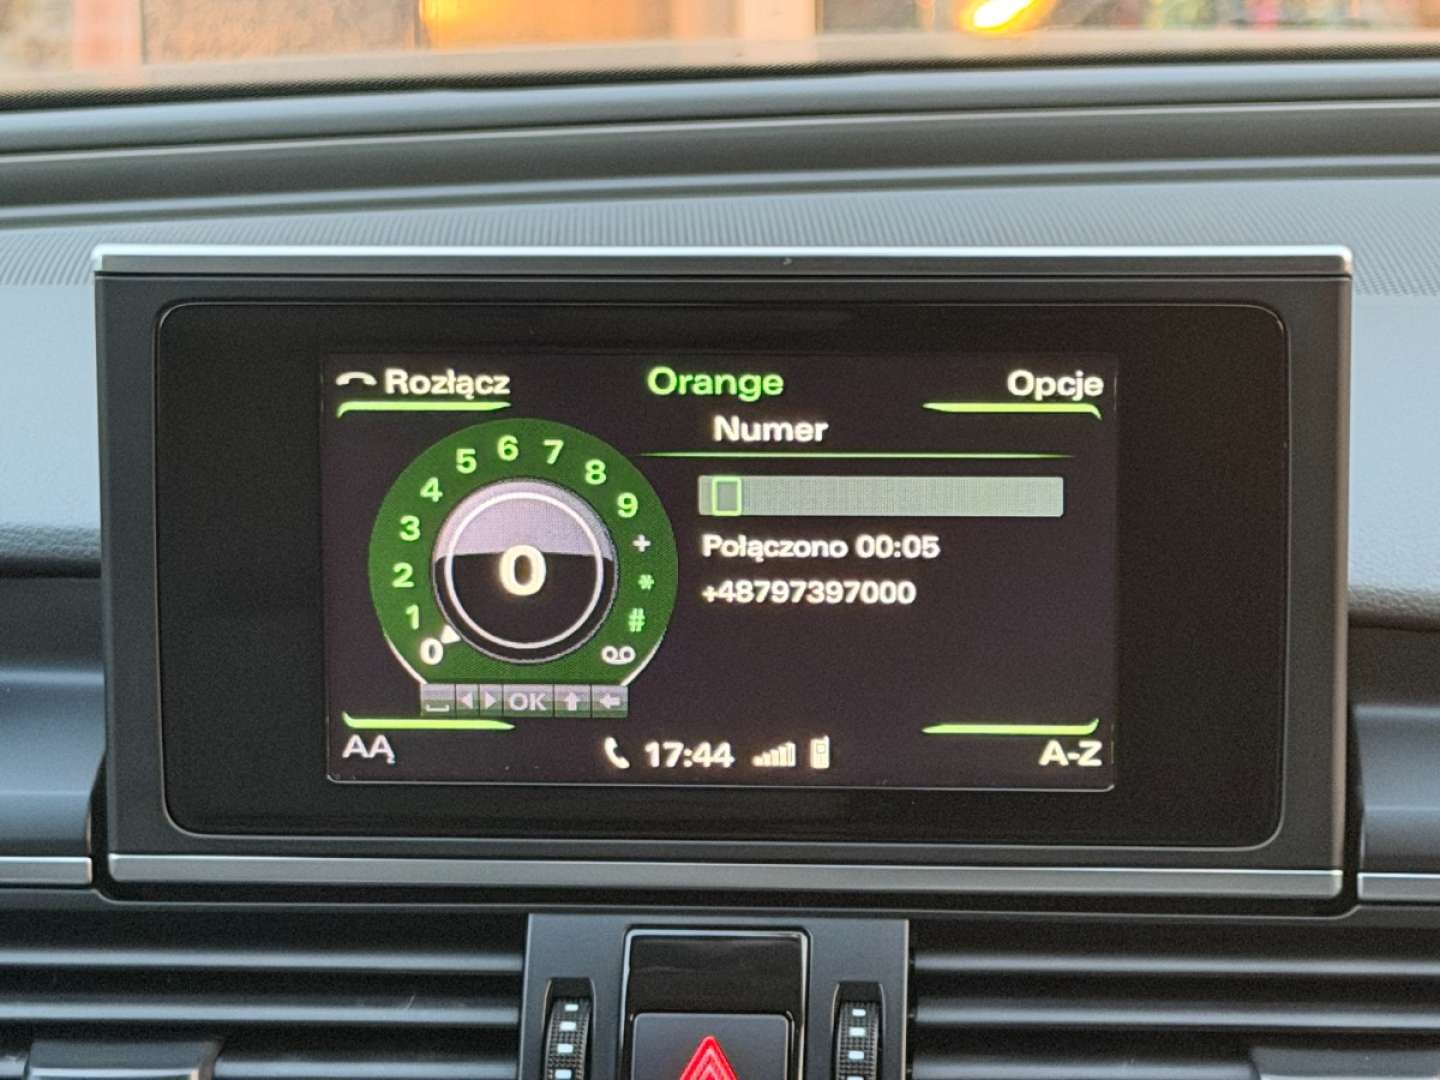 Rozłącz
Orange
Opcje
Numer
5 6 7 8
4 9
3 +
2 0 *
1 #
0
Połączono 00:05
+48797397000
OK
AĄ
17:44
A-Z